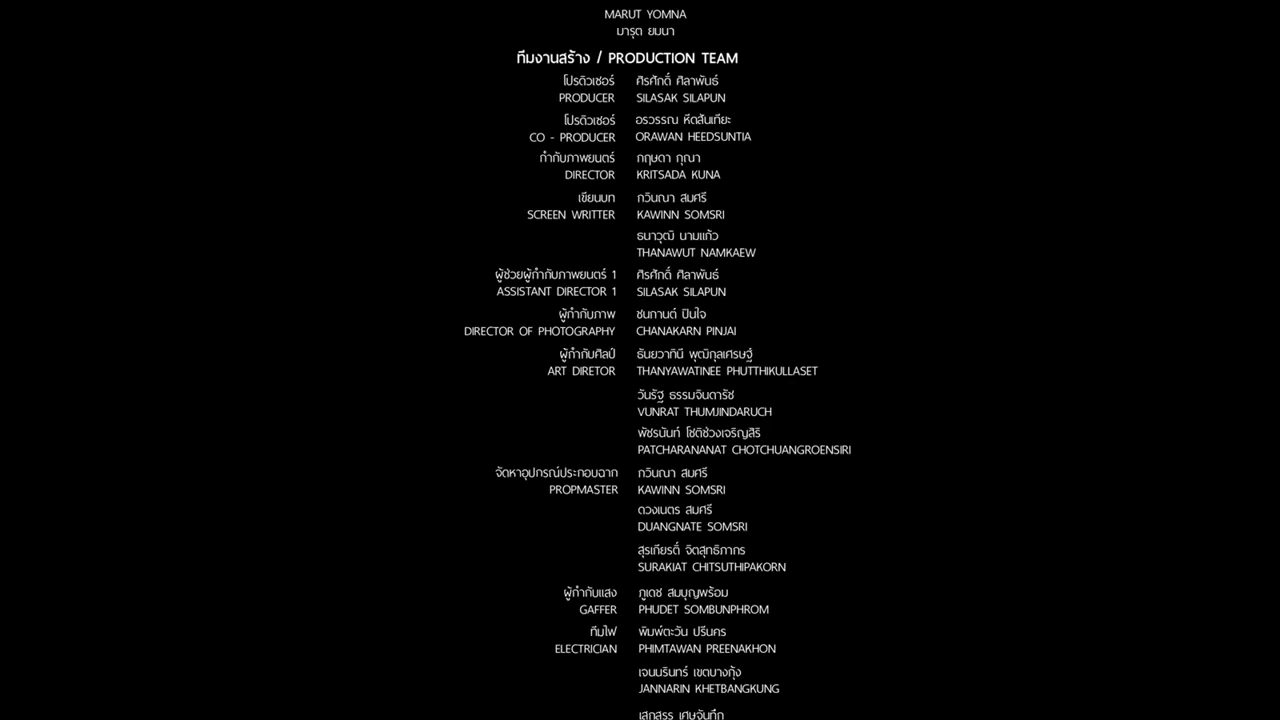 MARUT YOMNA
มารุต ยมนา
ทีมงานสร้าง / PRODUCTION TEAM
โปรดิวเซอร์ ศิรศักดิ์ ศิลาพันธ์
PRODUCER SILASAK SILAPUN
โปรดิวเซอร์ อรวรรณ หีดสันเทียะ
CO - PRODUCER ORAWAN HEEDSUNTIA
กำกับภาพยนตร์ กฤษดา กุณา
DIRECTOR KRITSADA KUNA
เขียนบท กวินณา สมศรี
SCREEN WRITTER KAWINN SOMSRI
ธนาวุฒิ นามแก้ว
THANAWUT NAMKAEW
ผู้ช่วยผู้กำกับภาพยนตร์ 1 ศิรศักดิ์ ศิลาพันธ์
ASSISTANT DIRECTOR 1 SILASAK SILAPUN
ผู้กำกับภาพ ชนกานต์ ปินใจ
DIRECTOR OF PHOTOGRAPHY CHANAKARN PINJAI
ผู้กำกับศิลป์ ธันยวาทินี พุฒิกุลเศรษฐ์
ART DIRETOR THANYAWATINEE PHUTTHIKULLASET
วันรัฐ ธรรมจินดารัช
VUNRAT THUMJINDARUCH
พัชรนันท์ โชติช่วงเจริญสิริ
PATCHARANANAT CHOTCHUANGROENSIRI
จัดหาอุปกรณ์ประกอบฉาก กวินณา สมศรี
PROPMASTER KAWINN SOMSRI
ดวงเนตร สมศรี
DUANGNATE SOMSRI
สุรเกียรติ์ จิตสุทธิภากร
SURAKIAT CHITSUTHIPAKORN
ผู้กำกับแสง ภูเดช สมบุญพร้อม
GAFFER PHUDET SOMBUNPHROM
ทีมไฟ พิมพ์ตะวัน ปรีนคร
ELECTRICIAN PHIMTAWAN PREENAKHON
เจนนรินทร์ เขตบางกุ้ง
JANNARIN KHETBANGKUNG
เสกสรร เศษจันทึก